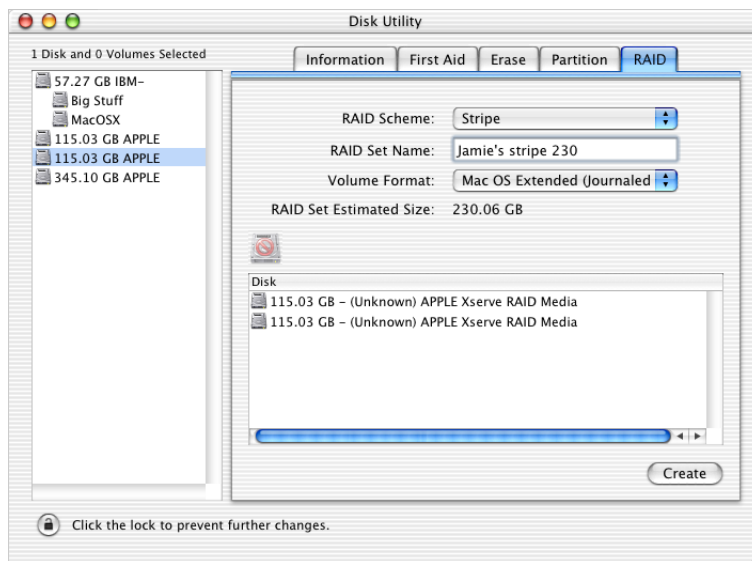 Disk Utility
1 Disk and 0 Volumes Selected
Information
First Aid
Erase
Partition
RAID
57.27 GB IBM-
Big Stuff
MacOSX
115.03 GB APPLE
115.03 GB APPLE
345.10 GB APPLE
RAID Scheme: Stripe
RAID Set Name: Jamie's stripe 230
Volume Format: Mac OS Extended (Journaled
RAID Set Estimated Size: 230.06 GB
Disk
115.03 GB - (Unknown) APPLE Xserve RAID Media
115.03 GB - (Unknown) APPLE Xserve RAID Media
Create
Click the lock to prevent further changes.